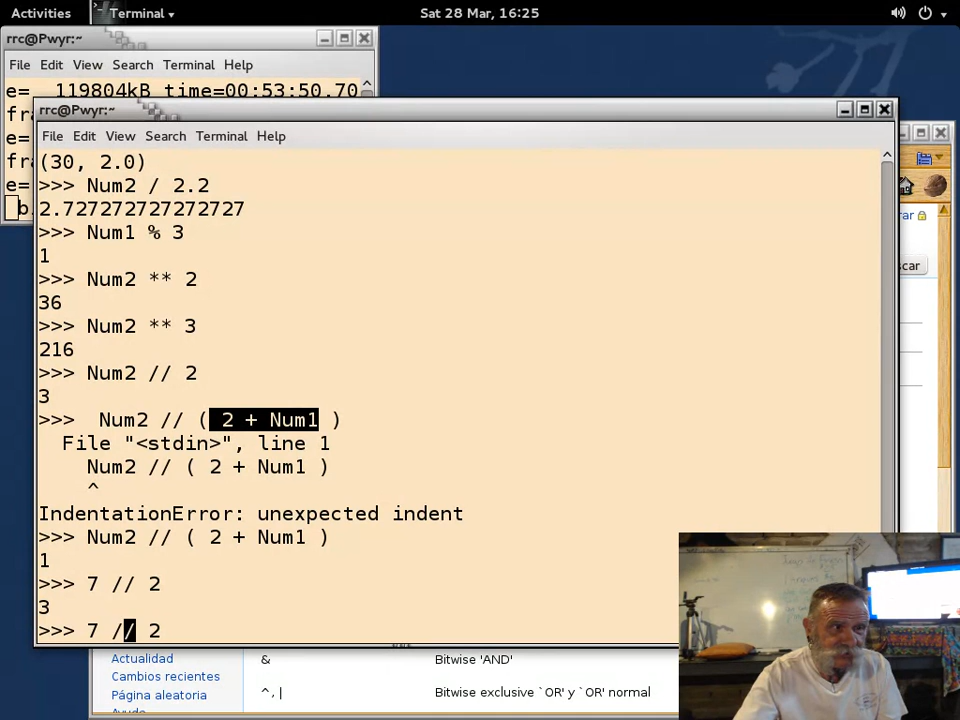 Activities
Terminal
Sat 28 Mar, 16:25
rrc@Pwyr:~
File Edit View Search Terminal Help
e= 119804kB time=00:53:50.70
e=
e=
rrc@Pwyr:~
File Edit View Search Terminal Help
(30, 2.0)
>>> Num2 / 2.2
2.727272727272727
>>> Num1 % 3
1
>>> Num2 ** 2
36
>>> Num2 ** 3
216
>>> Num2 // 2
3
>>>  Num2 // ( 2 + Num1 )
File "<stdin>", line 1
Num2 // ( 2 + Num1 )
^
IndentationError: unexpected indent
>>> Num2 // ( 2 + Num1 )
1
>>> 7 // 2
3
>>> 7 // 2
Actualidad
Cambios recientes
Página aleatoria
& Bitwise 'AND'
^,| Bitwise exclusive `OR' y `OR' normal